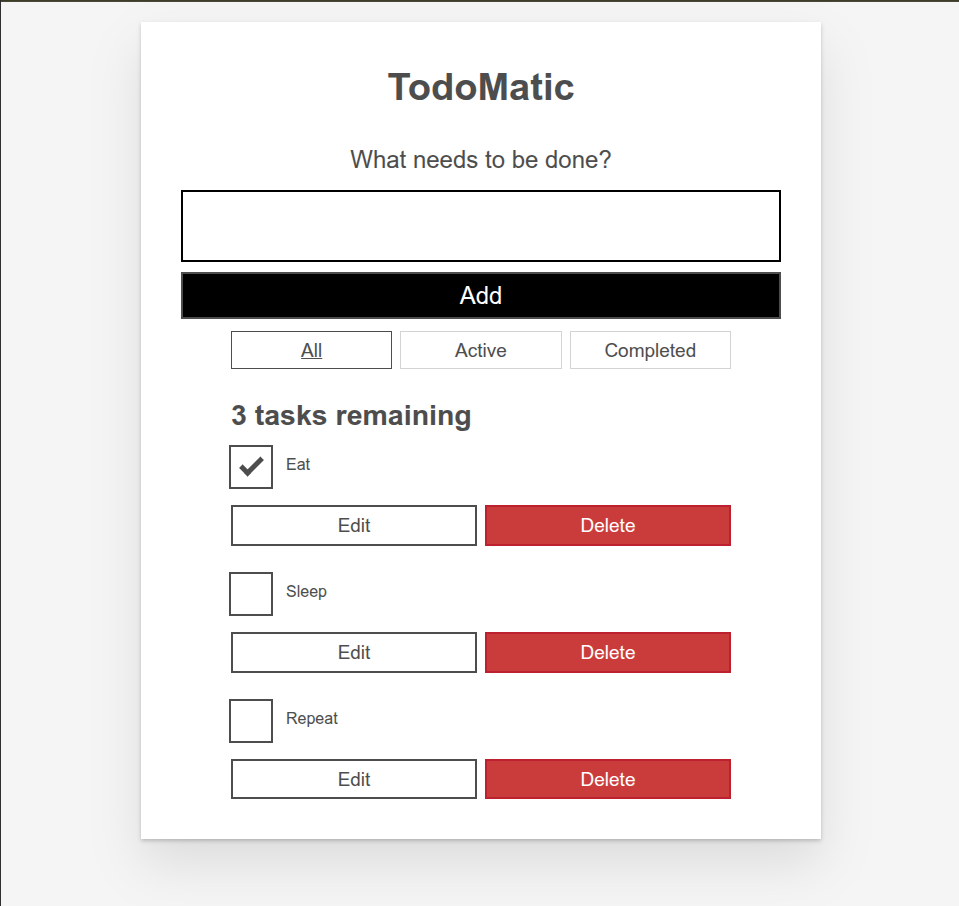 TodoMatic
What needs to be done?
Add
All Active Completed
3 tasks remaining
Eat
Edit Delete
Sleep
Edit Delete
Repeat
Edit Delete